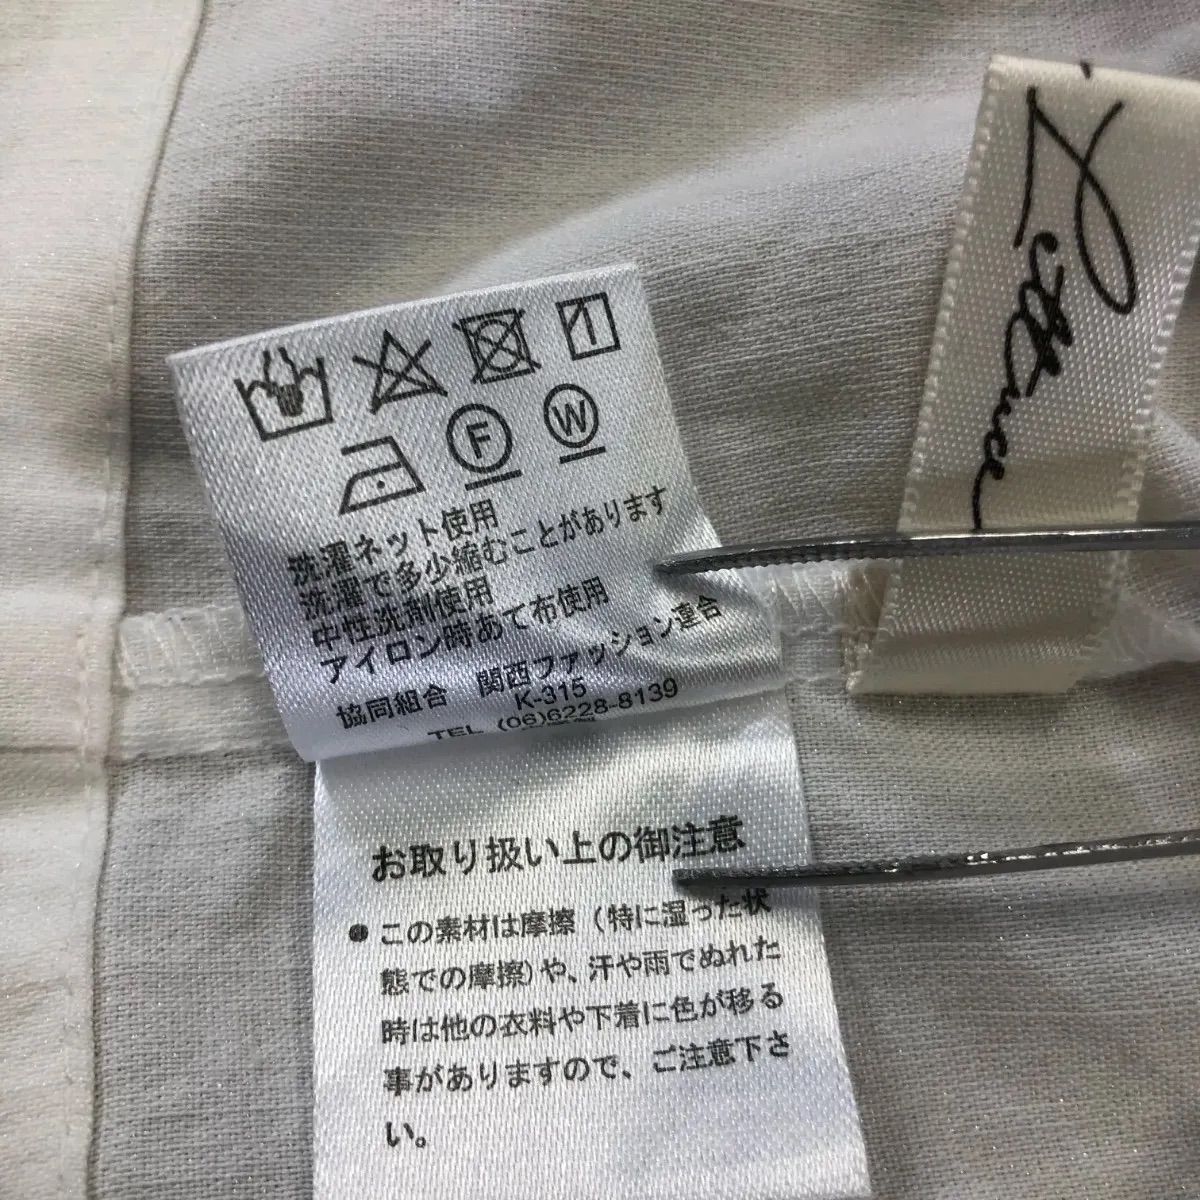 F
W
洗濯ネット使用
洗濯で多少縮むことがあります
中性洗剤使用
アイロン時あて布使用
協同組合　関西ファッション連合
K-315
TEL (06)6228-8139
お取り扱い上の御注意
●この素材は摩擦（特に湿った状
態での摩擦）や、汗や雨でぬれた
時は他の衣料や下着に色が移る
事がありますので、ご注意下さ
い。